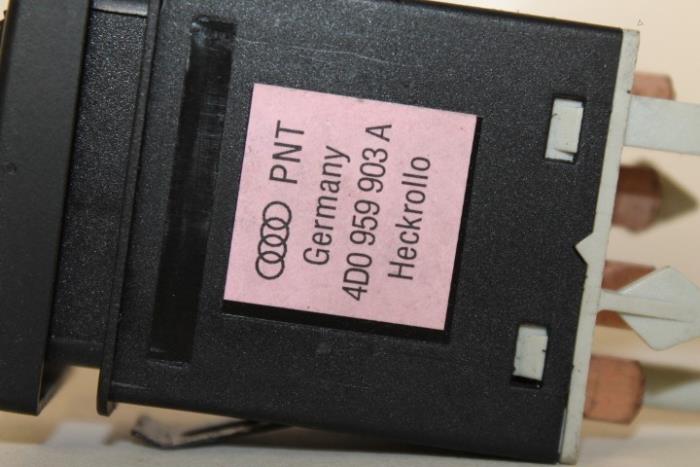 PNT
Germany
4D0 959 903 A
Heckrollo